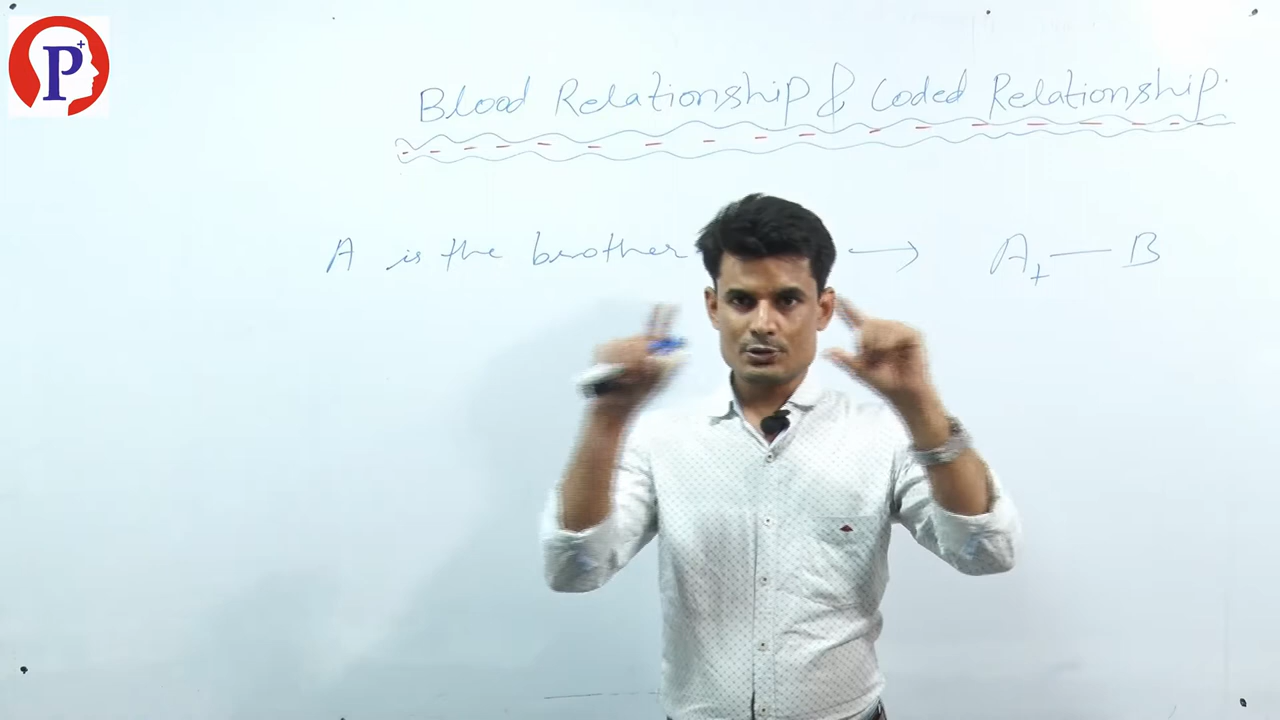 P+
Blood Relationship & Coded Relationship.
A is the brother → A+ — B